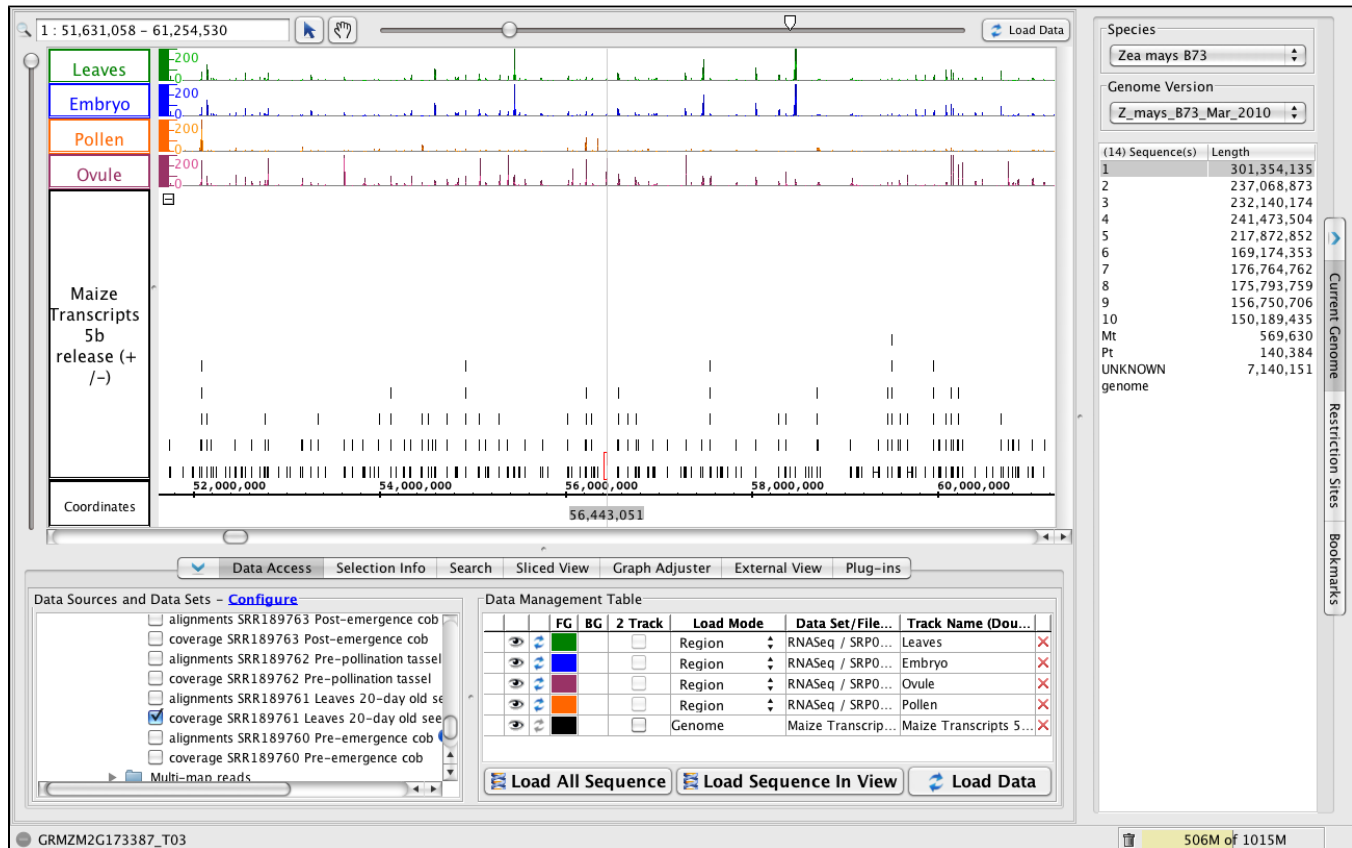 1 : 51,631,058 – 61,254,530
Load Data
Leaves
200
0
Embryo
200
0
Pollen
200
0
Ovule
200
0
Maize
Transcripts
5b
release (+
/-)
Coordinates
52,000,000 54,000,000 56,000,000 58,000,000 60,000,000
56,443,051
Data Access Selection Info Search Sliced View Graph Adjuster External View Plug-ins
Data Sources and Data Sets – Configure
alignments SRR189763 Post-emergence cob
coverage SRR189763 Post-emergence cob
alignments SRR189762 Pre-pollination tassel
coverage SRR189762 Pre-pollination tassel
alignments SRR189761 Leaves 20-day old se
coverage SRR189761 Leaves 20-day old see
alignments SRR189760 Pre-emergence cob
coverage SRR189760 Pre-emergence cob
Multi-map reads
Data Management Table
FG BG 2 Track Load Mode Data Set/File... Track Name (Dou...
Region RNASeq / SRP0... Leaves
Region RNASeq / SRP0... Embryo
Region RNASeq / SRP0... Ovule
Region RNASeq / SRP0... Pollen
Genome Maize Transcrip... Maize Transcripts 5...
Load All Sequence Load Sequence In View Load Data
Species
Zea mays B73
Genome Version
Z_mays_B73_Mar_2010
(14) Sequence(s) Length
1 301,354,135
2 237,068,873
3 232,140,174
4 241,473,504
5 217,872,852
6 169,174,353
7 176,764,762
8 175,793,759
9 156,750,706
10 150,189,435
Mt 569,630
Pt 140,384
UNKNOWN 7,140,151
genome
Current Genome
Restriction Sites
Bookmarks
GRMZM2G173387_T03
506M of 1015M